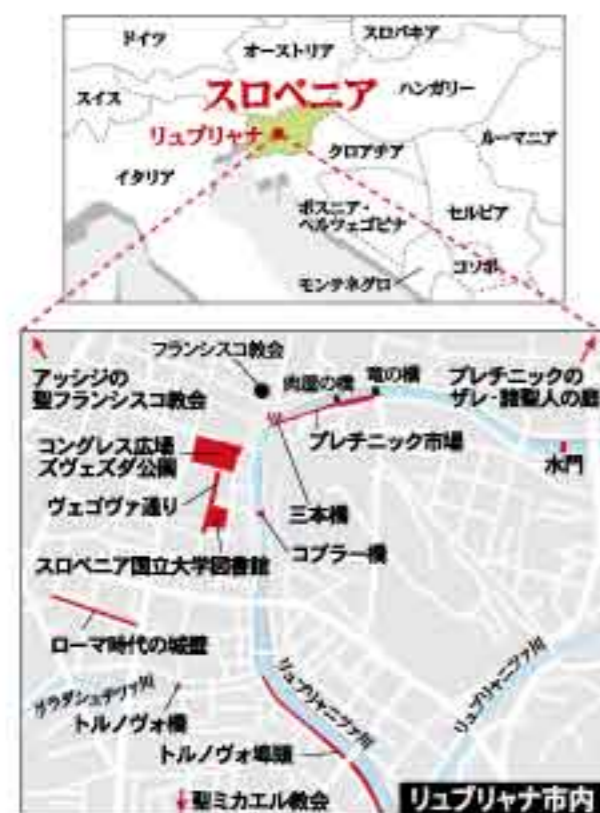 ドイツ
オーストリア
スロバキア
スイス
スロベニア
ハンガリー
リュブリャナ
クロアチア
ルーマニア
イタリア
ボスニア・
ヘルツェゴビナ
セルビア
コソボ
モンテネグロ
フランシスコ教会
アッシジの
聖フランシスコ教会
肉屋の橋
竜の橋
プレチニックの
ザレ・諸聖人の庭
プレチニック市場
水門
コングレス広場
ズヴェズダ公園
ヴェゴヴァ通り
三本橋
コブラー橋
スロベニア国立大学図書館
ローマ時代の城壁
グラダシュチツァ川
トルノヴォ橋
リュブリャニツァ川
リュブリャニツァ川
トルノヴォ埠頭
聖ミカエル教会
リュブリャナ市内